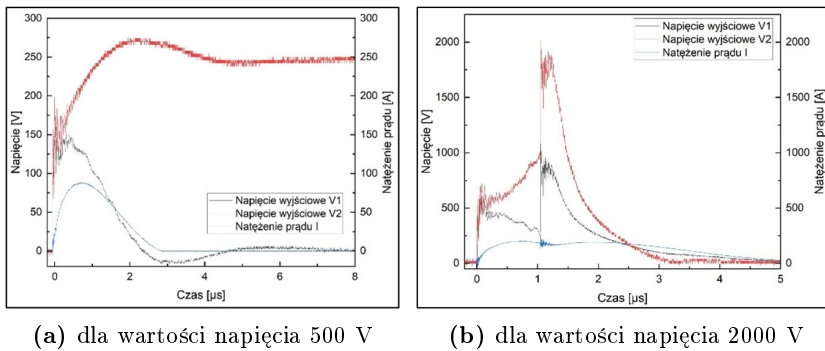 300
250
200
150
100
50
0
Napięcie [V]
300
250
200
150
100
50
0
Natężenie prądu [A]
Napięcie wyjściowe V1
Napięcie wyjściowe V2
Natężenie prądu I
0 2 4 6 8
Czas [µs]
(a) dla wartości napięcia 500 V
2000
1500
1000
500
0
Napięcie [V]
2000
1500
1000
500
0
Natężenie prądu [A]
Napięcie wyjściowe V1
Napięcie wyjściowe V2
Natężenie prądu I
0 1 2 3 4 5
Czas [µs]
(b) dla wartości napięcia 2000 V